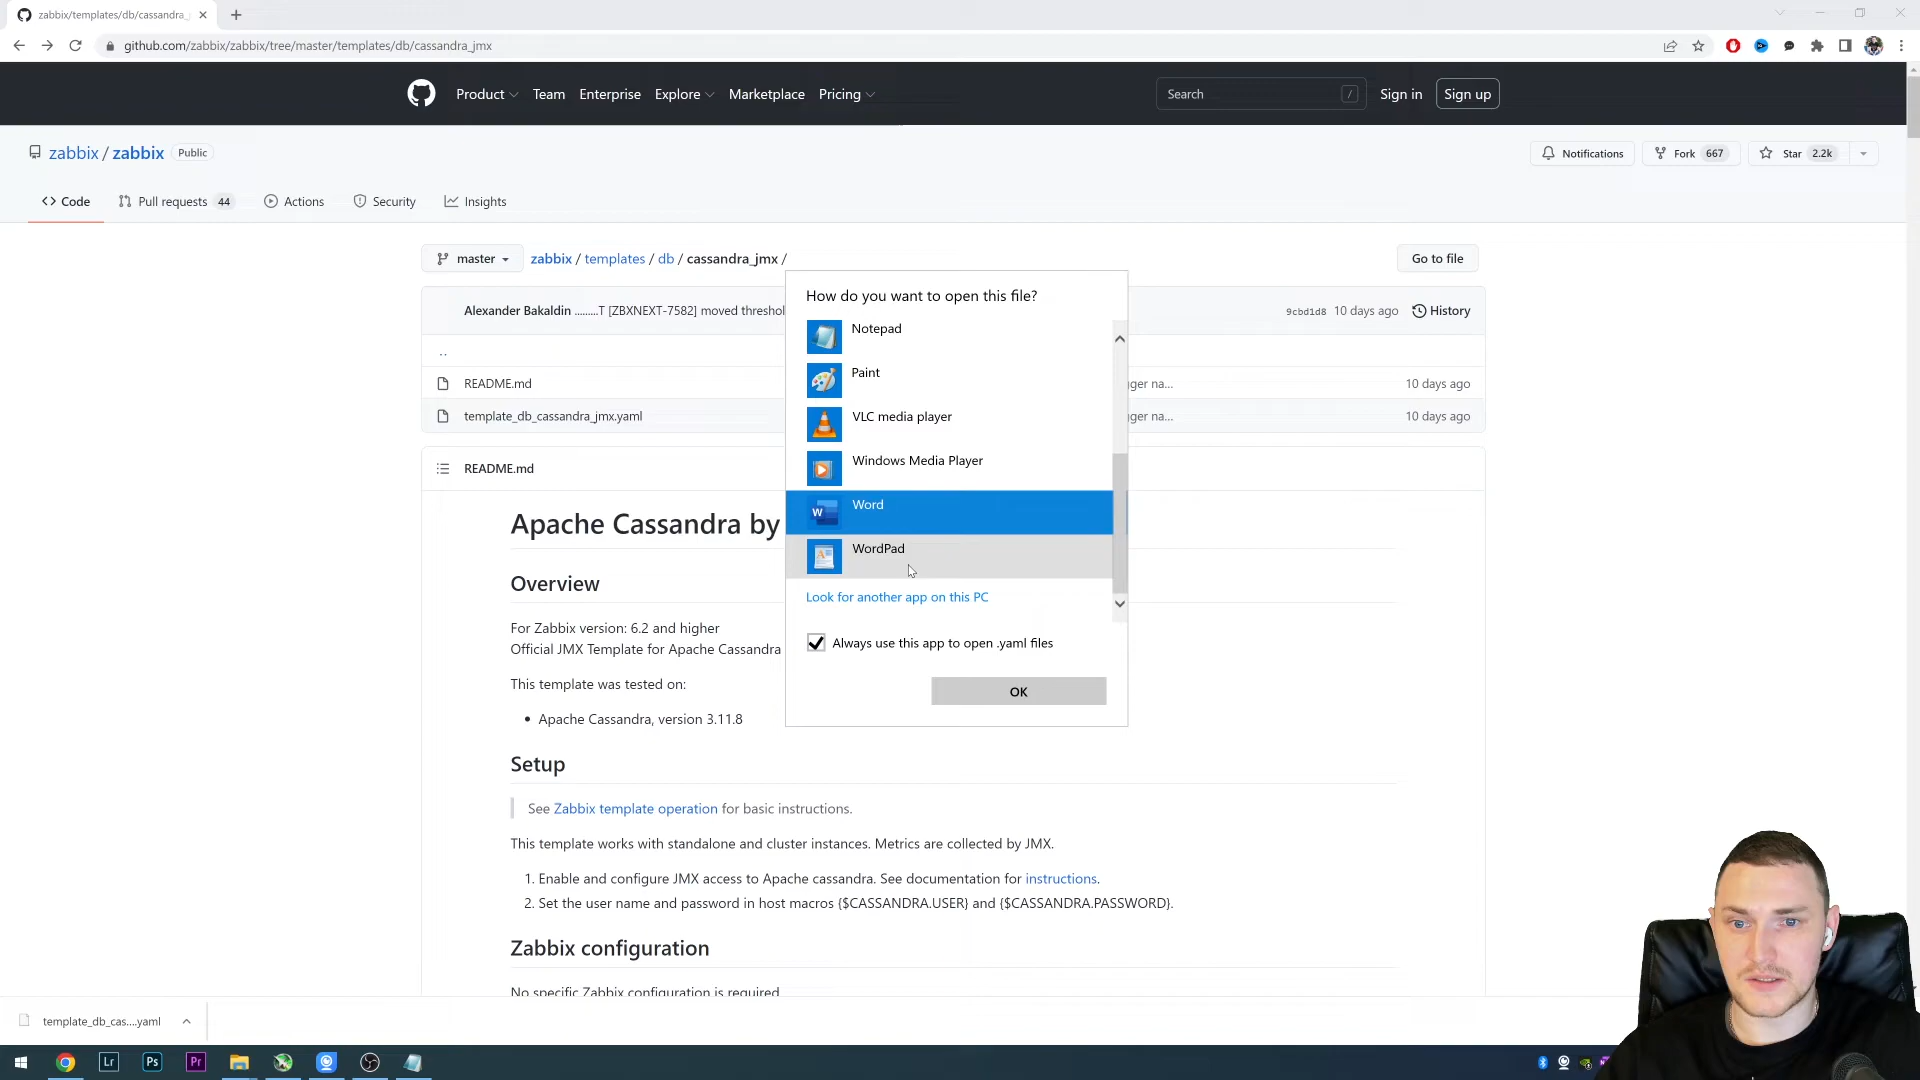 zabbix/templates/db/cassandra_
github.com/zabbix/zabbix/tree/master/templates/db/cassandra_jmx
Product Team Enterprise Explore Marketplace Pricing Search / Sign in Sign up
zabbix / zabbix Public Notifications Fork 667 Star 2.2k
Code Pull requests 44 Actions Security Insights
master zabbix / templates / db / cassandra_jmx / Go to file
Alexander Bakaldin .........T [ZBXNEXT-7582] moved threshol 9cbd1d8 10 days ago History
..
README.md ger na... 10 days ago
template_db_cassandra_jmx.yaml ger na... 10 days ago
README.md
Apache Cassandra by
Overview
For Zabbix version: 6.2 and higher
Official JMX Template for Apache Cassandra
This template was tested on:
• Apache Cassandra, version 3.11.8
Setup
See Zabbix template operation for basic instructions.
This template works with standalone and cluster instances. Metrics are collected by JMX.
1. Enable and configure JMX access to Apache cassandra. See documentation for instructions.
2. Set the user name and password in host macros {$CASSANDRA.USER} and {$CASSANDRA.PASSWORD}.
Zabbix configuration
No specific Zabbix configuration is required
How do you want to open this file?
Notepad
Paint
VLC media player
Windows Media Player
W Word
A WordPad
Look for another app on this PC
Always use this app to open .yaml files
OK
template_db_cas....yaml
Lr Ps Pr